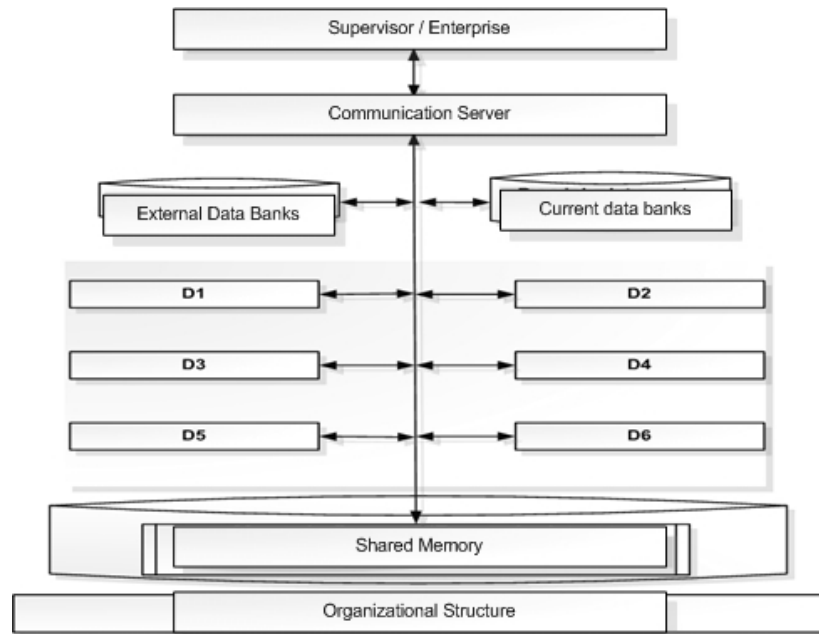 Supervisor / Enterprise
Communication Server
External Data Banks
Current data banks
D1
D2
D3
D4
D5
D6
Shared Memory
Organizational Structure